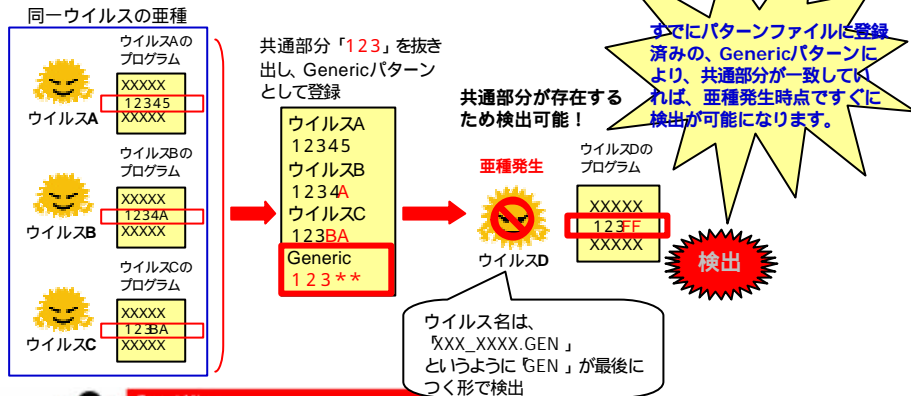 同一ウイルスの亜種
ウイルスAの
プログラム
XXXXX
12345
XXXXX
ウイルスA
ウイルスBの
プログラム
XXXXX
1234A
XXXXX
ウイルスB
ウイルスCの
プログラム
XXXXX
123BA
XXXXX
ウイルスC
共通部分「123」を抜き
出し、Genericパターン
として登録
ウイルスA
12345
ウイルスB
1234A
ウイルスC
123BA
Generic
123**
共通部分が存在する
ため検出可能！
亜種発生
ウイルスD
ウイルスDの
プログラム
XXXXX
123FF
XXXXX
すでにパターンファイルに登録
済みの、Genericパターンに
より、共通部分が一致してい
れば、亜種発生時点ですぐに
検出が可能になります。
検出
ウイルス名は、
「XXX_XXXX.GEN」
というように「GEN」が最後に
つく形で検出